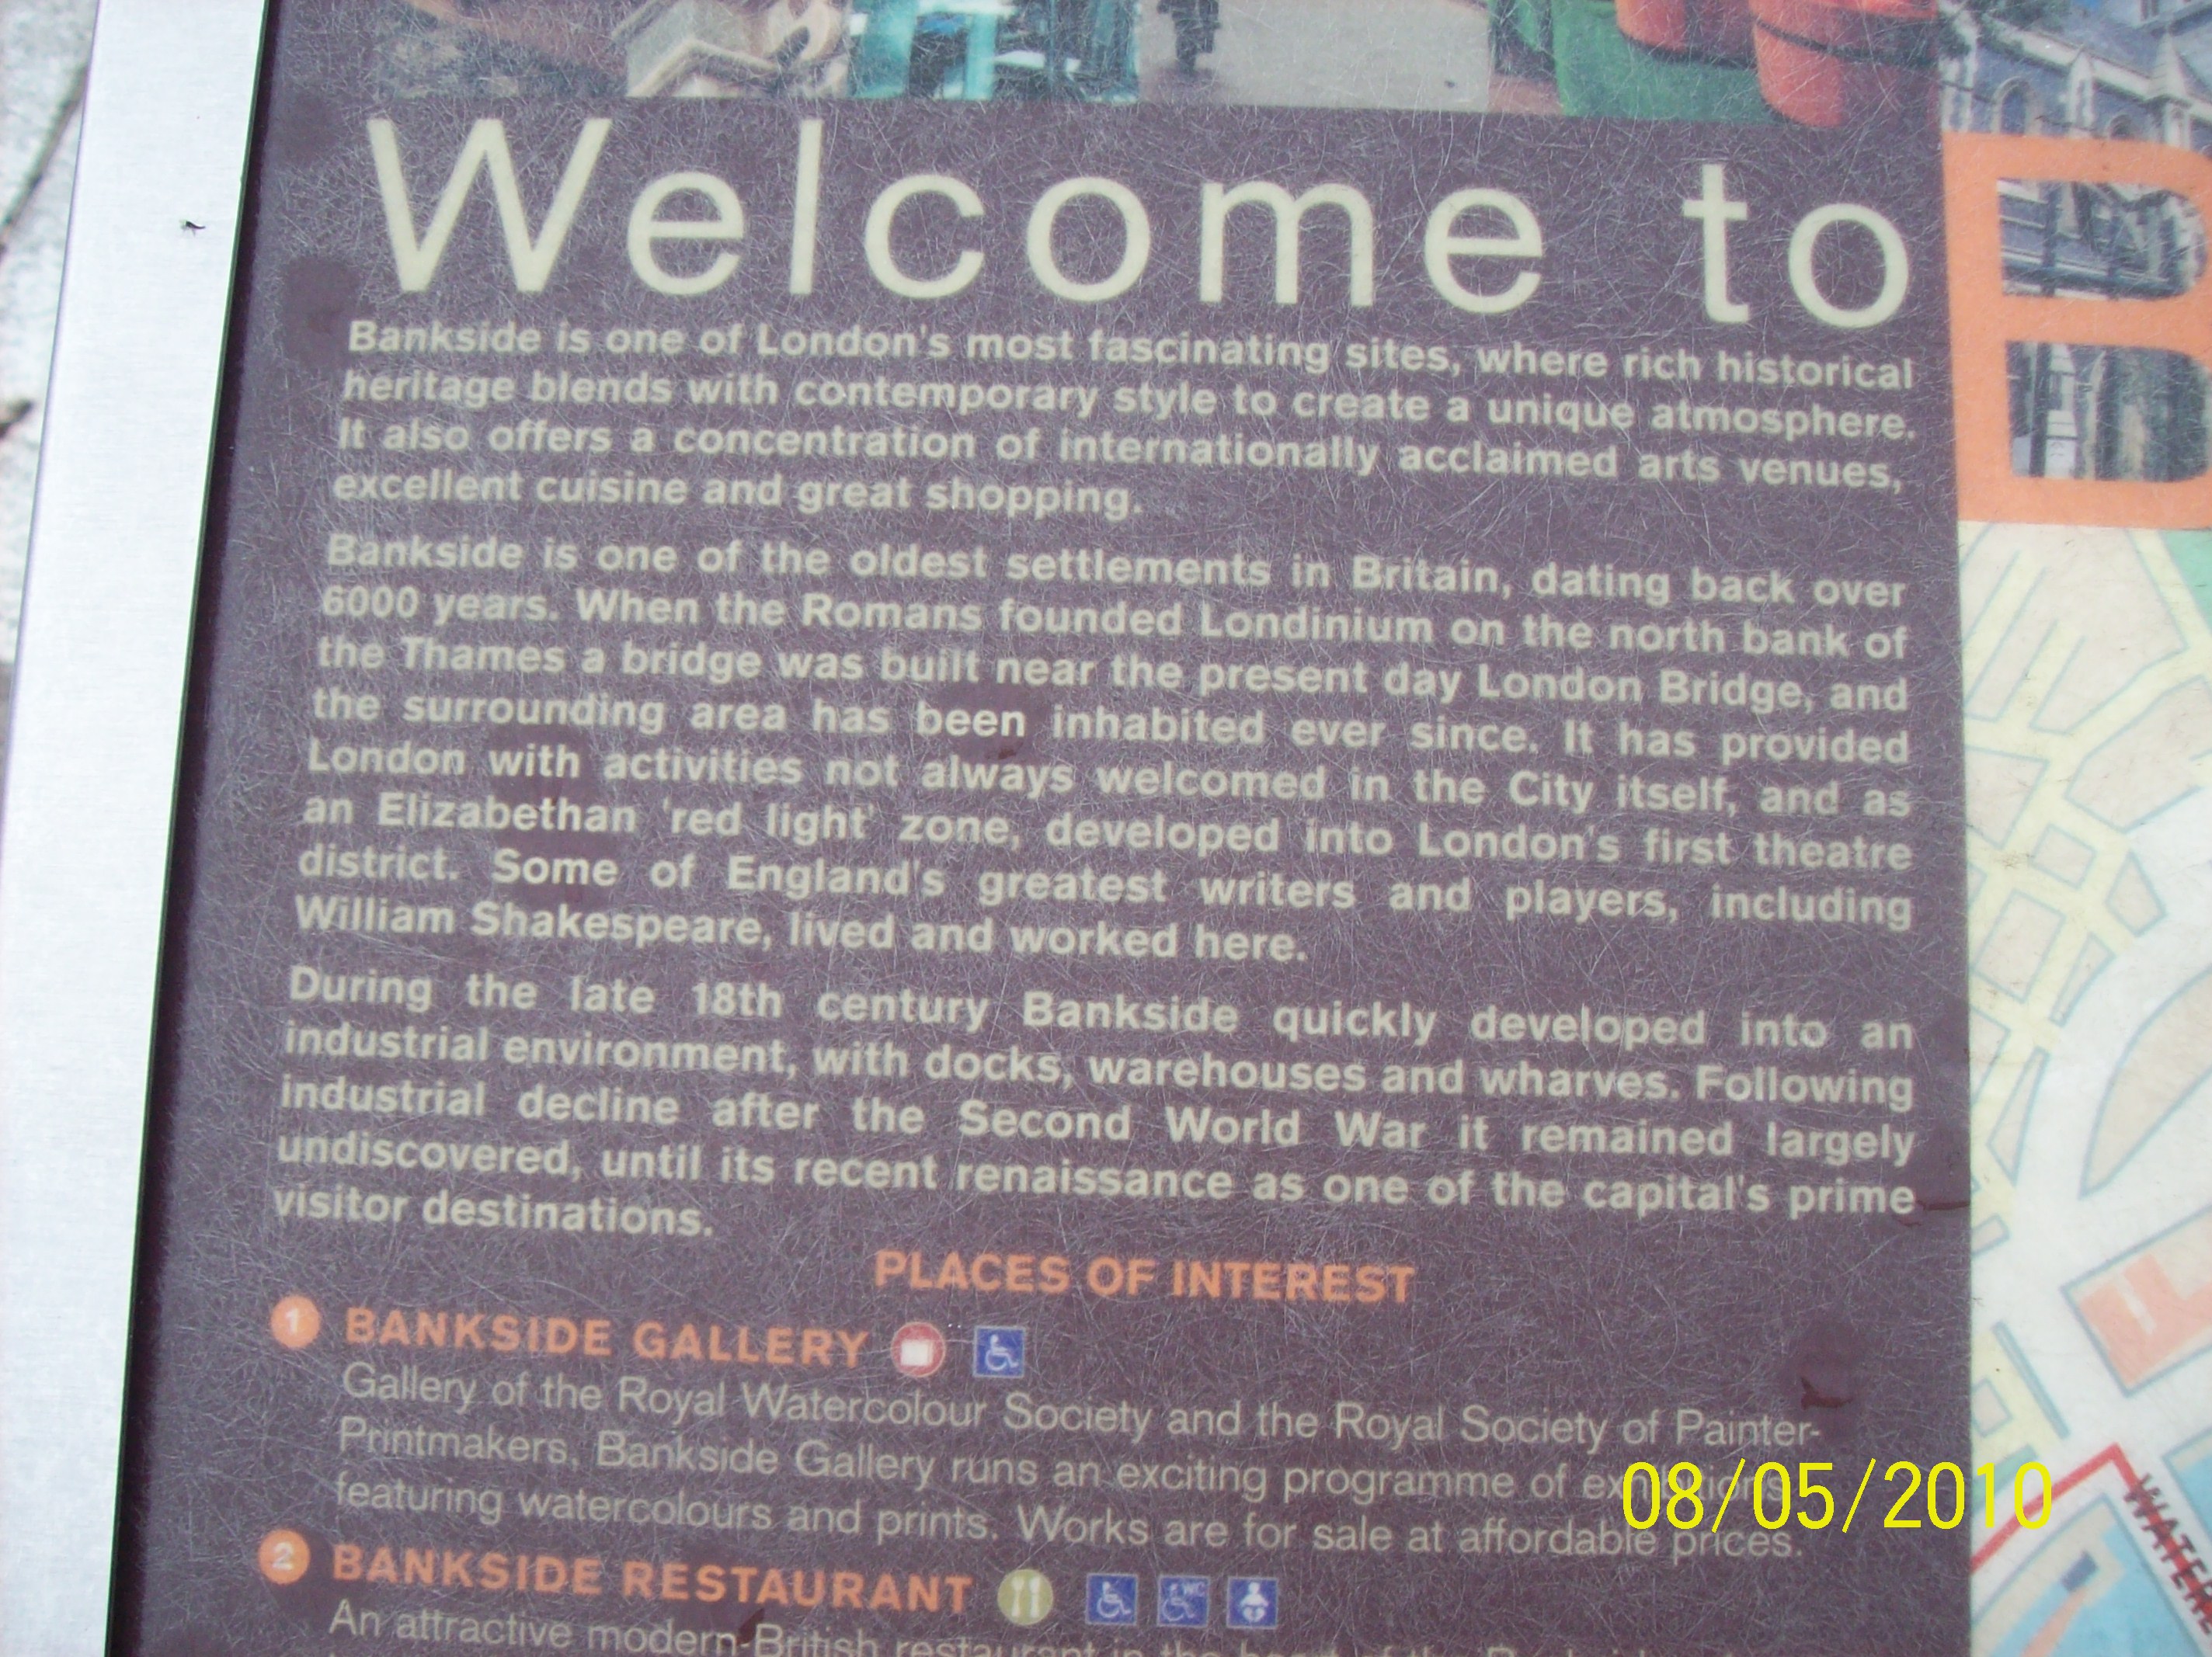 Welcome to
B
Bankside is one of London's most fascinating sites, where rich historical
heritage blends with contemporary style to create a unique atmosphere.
It also offers a concentration of internationally acclaimed arts venues,
excellent cuisine and great shopping.
Bankside is one of the oldest settlements in Britain, dating back over
6000 years. When the Romans founded Londinium on the north bank of
the Thames a bridge was built near the present day London Bridge, and
the surrounding area has been inhabited ever since. It has provided
London with activities not always welcomed in the City itself, and as
an Elizabethan 'red light' zone, developed into London's first theatre
district. Some of England's greatest writers and players, including
William Shakespeare, lived and worked here.
During the late 18th century Bankside quickly developed into an
industrial environment, with docks, warehouses and wharves. Following
industrial decline after the Second World War it remained largely
undiscovered, until its recent renaissance as one of the capital's prime
visitor destinations.
PLACES OF INTEREST
1 BANKSIDE GALLERY
Gallery of the Royal Watercolour Society and the Royal Society of Painter-
Printmakers, Bankside Gallery runs an exciting programme of exhibitions
featuring watercolours and prints. Works are for sale at affordable prices.
2 BANKSIDE RESTAURANT WC
An attractive modern-British restaurant in the heart of the
08/05/2010